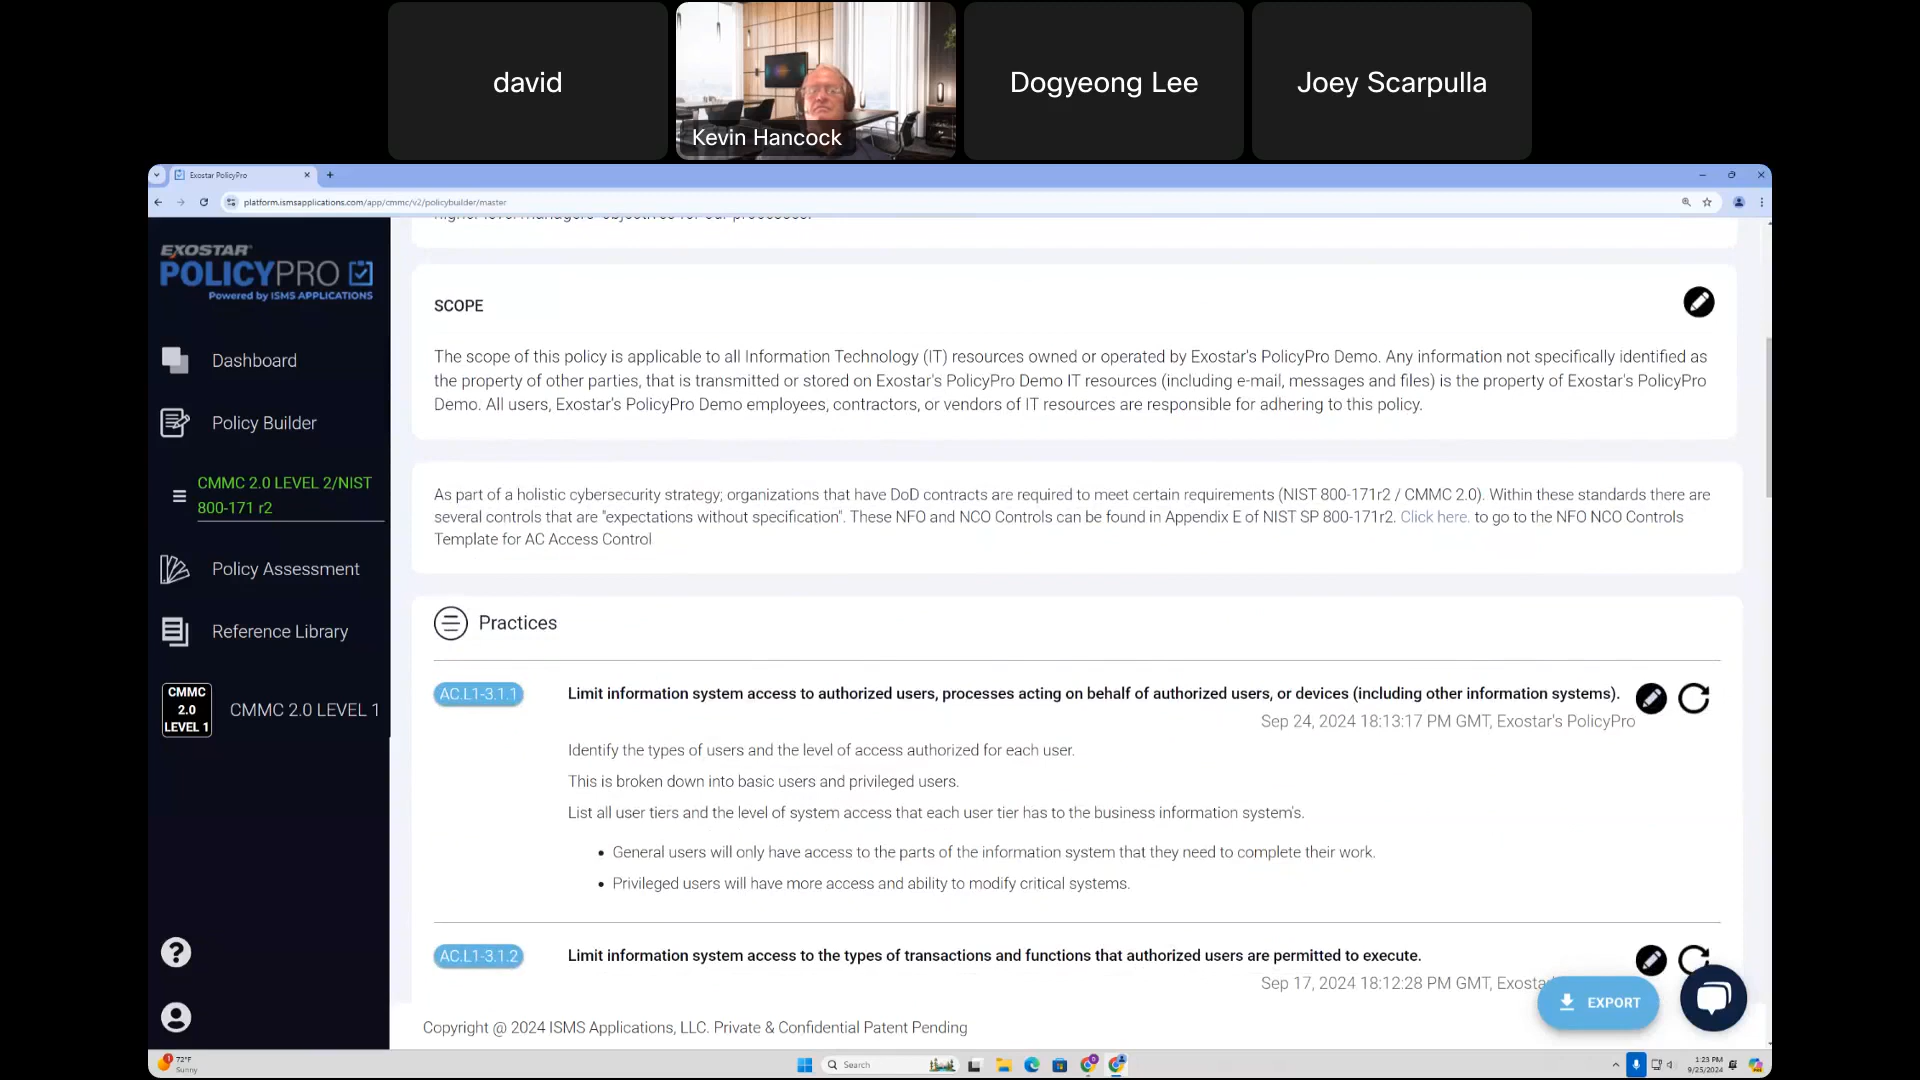 david
Kevin Hancock
Dogyeong Lee
Joey Scarpulla
Exostar PolicyPro
platform.ismsapplications.com/app/cmmc/v2/policybuilder/master
EXOSTAR
POLICYPRO
Powered by ISMS APPLICATIONS
Dashboard
Policy Builder
CMMC 2.0 LEVEL 2/NIST
800-171 r2
Policy Assessment
Reference Library
CMMC
2.0
LEVEL 1
CMMC 2.0 LEVEL 1
SCOPE
The scope of this policy is applicable to all Information Technology (IT) resources owned or operated by Exostar's PolicyPro Demo. Any information not specifically identified as
the property of other parties, that is transmitted or stored on Exostar's PolicyPro Demo IT resources (including e-mail, messages and files) is the property of Exostar's PolicyPro
Demo. All users, Exostar's PolicyPro Demo employees, contractors, or vendors of IT resources are responsible for adhering to this policy.
As part of a holistic cybersecurity strategy; organizations that have DoD contracts are required to meet certain requirements (NIST 800-171r2 / CMMC 2.0). Within these standards there are
several controls that are "expectations without specification". These NFO and NCO Controls can be found in Appendix E of NIST SP 800-171r2. Click here. to go to the NFO NCO Controls
Template for AC Access Control
Practices
AC.L1-3.1.1
Limit information system access to authorized users, processes acting on behalf of authorized users, or devices (including other information systems).
Sep 24, 2024 18:13:17 PM GMT, Exostar's PolicyPro
Identify the types of users and the level of access authorized for each user.
This is broken down into basic users and privileged users.
List all user tiers and the level of system access that each user tier has to the business information system's.
• General users will only have access to the parts of the information system that they need to complete their work.
• Privileged users will have more access and ability to modify critical systems.
AC.L1-3.1.2
Limit information system access to the types of transactions and functions that authorized users are permitted to execute.
Sep 17, 2024 18:12:28 PM GMT, Exostar
EXPORT
Copyright @ 2024 ISMS Applications, LLC. Private & Confidential Patent Pending
72°F
Sunny
Search
1:23 PM
9/25/2024